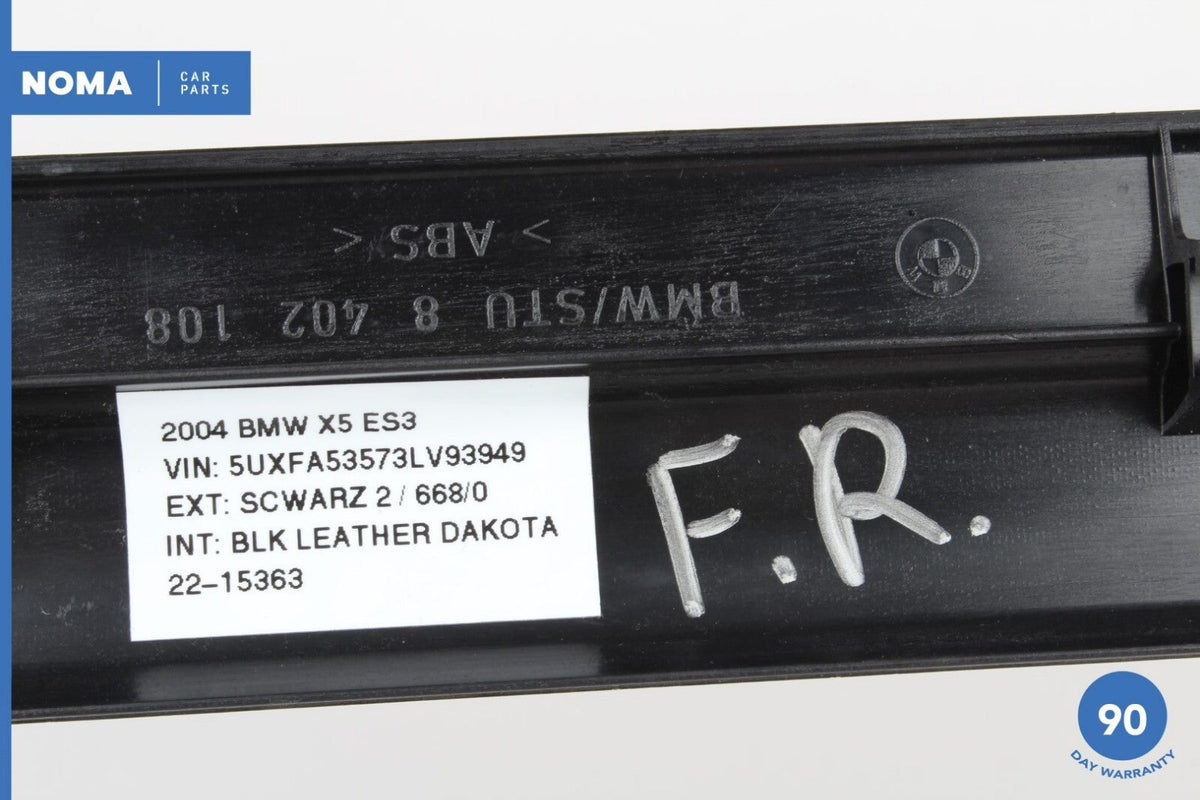 NOMA
CAR
PARTS
> ABS <
BMW/STU 8 402 108
BMW
2004 BMW X5 ES3
VIN: 5UXFA53573LV93949
EXT: SCWARZ 2 / 668/0
INT: BLK LEATHER DAKOTA
22-15363
F.R.
90
DAY WARRANTY